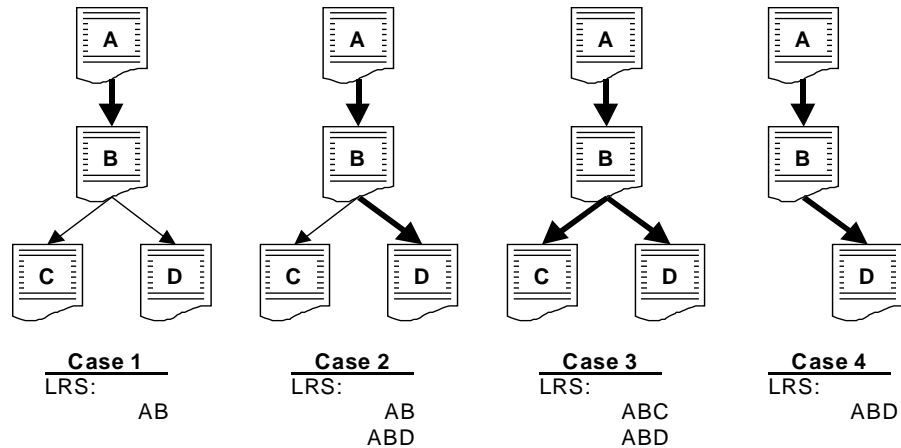 A A A A
B B B B
C D C D C D D
Case 1 Case 2 Case 3 Case 4
LRS: LRS: LRS: LRS:
AB AB ABC ABD
ABD ABD